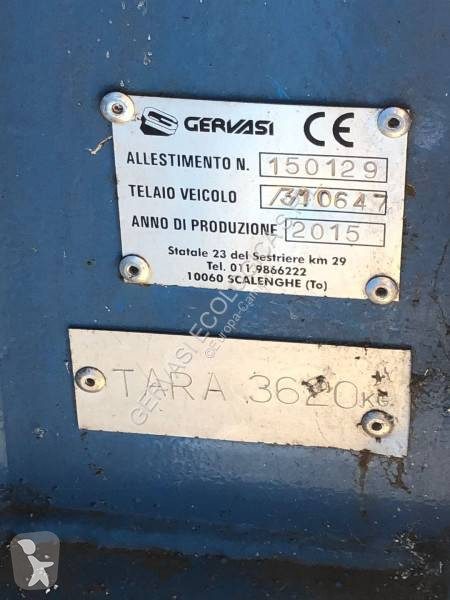 GERVASI CE
ALLESTIMENTO N. 150129
TELAIO VEICOLO /310647
ANNO DI PRODUZIONE 2015
Statale 23 del Sestriere km 29
Tel. 011.9866222
10060 SCALENGHE (To)
TARA 3620 KG